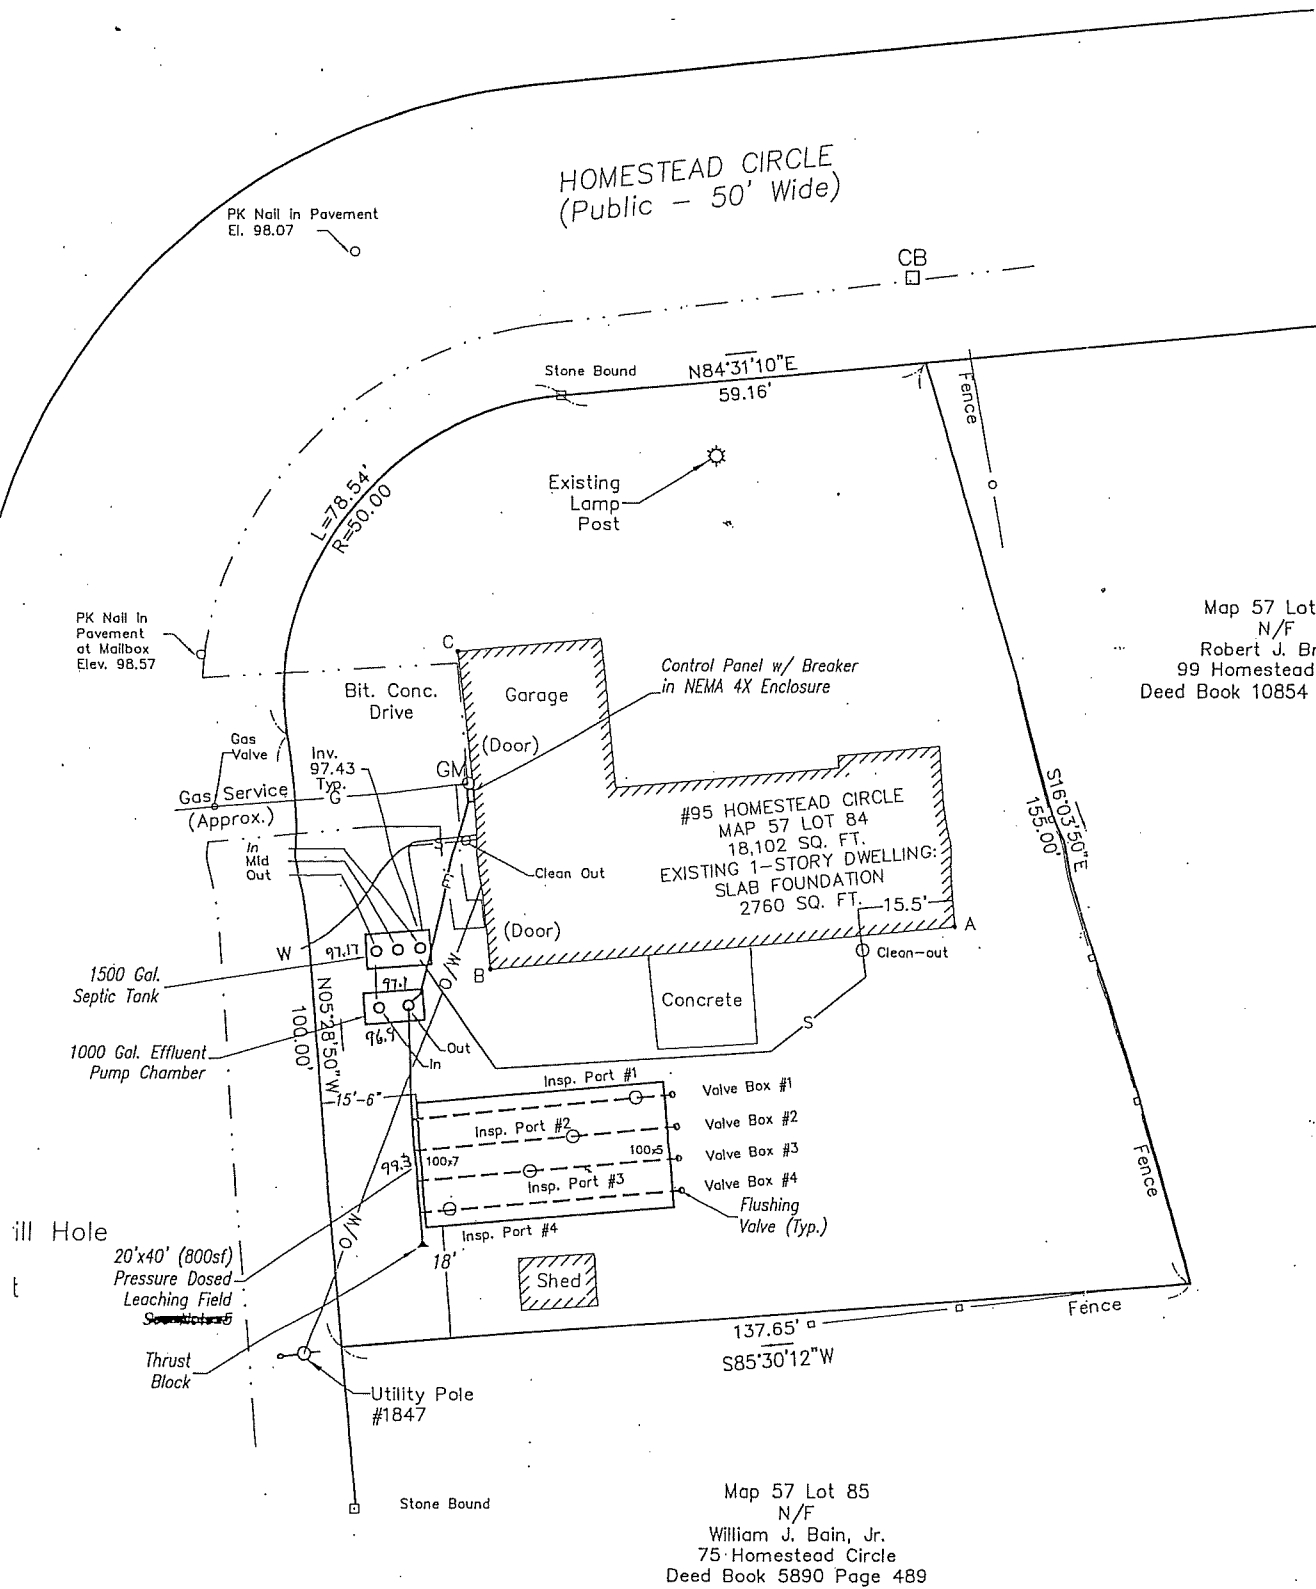 HOMESTEAD CIRCLE
(Public - 50' Wide)
PK Nail in Pavement
El. 98.07
CB
Stone Bound
N84°31'10"E
59.16'
Fence
Existing
Lamp
Post
L=78.54'
R=50.00
PK Nail in
Pavement
at Mailbox
Elev. 98.57
Map 57 Lot
N/F
Robert J. Br
99 Homestead
Deed Book 10854
C
Control Panel w/ Breaker
in NEMA 4X Enclosure
Bit. Conc.
Drive
Garage
(Door)
Gas
Valve
Inv.
97.43
Typ.
GM
Gas Service
G
(Approx.)
#95 HOMESTEAD CIRCLE
MAP 57 LOT 84
18,102 SQ. FT.
EXISTING 1-STORY DWELLING:
SLAB FOUNDATION
2760 SQ. FT.
S16°03'50"E
155.00'
In
Mid
Out
Clean Out
15.5'
A
(Door)
W
97.17
B
Clean-out
O/W
1500 Gal.
Septic Tank
97.1
Concrete
N05°28'50"W
100.00'
S
96.9
Out
In
1000 Gal. Effluent
Pump Chamber
15'-6"
Insp. Port #1
Valve Box #1
Insp. Port #2
Valve Box #2
99.3
100x7
100x5
Valve Box #3
Insp. Port #3
Valve Box #4
Fence
Flushing
Valve (Typ.)
Insp. Port #4
O/W
ill Hole
t
20'x40' (800sf)
Pressure Dosed
Leaching Field
18'
Shed
Fence
137.65'
S85°30'12"W
Thrust
Block
Utility Pole
#1847
Stone Bound
Map 57 Lot 85
N/F
William J. Bain, Jr.
75 Homestead Circle
Deed Book 5890 Page 489